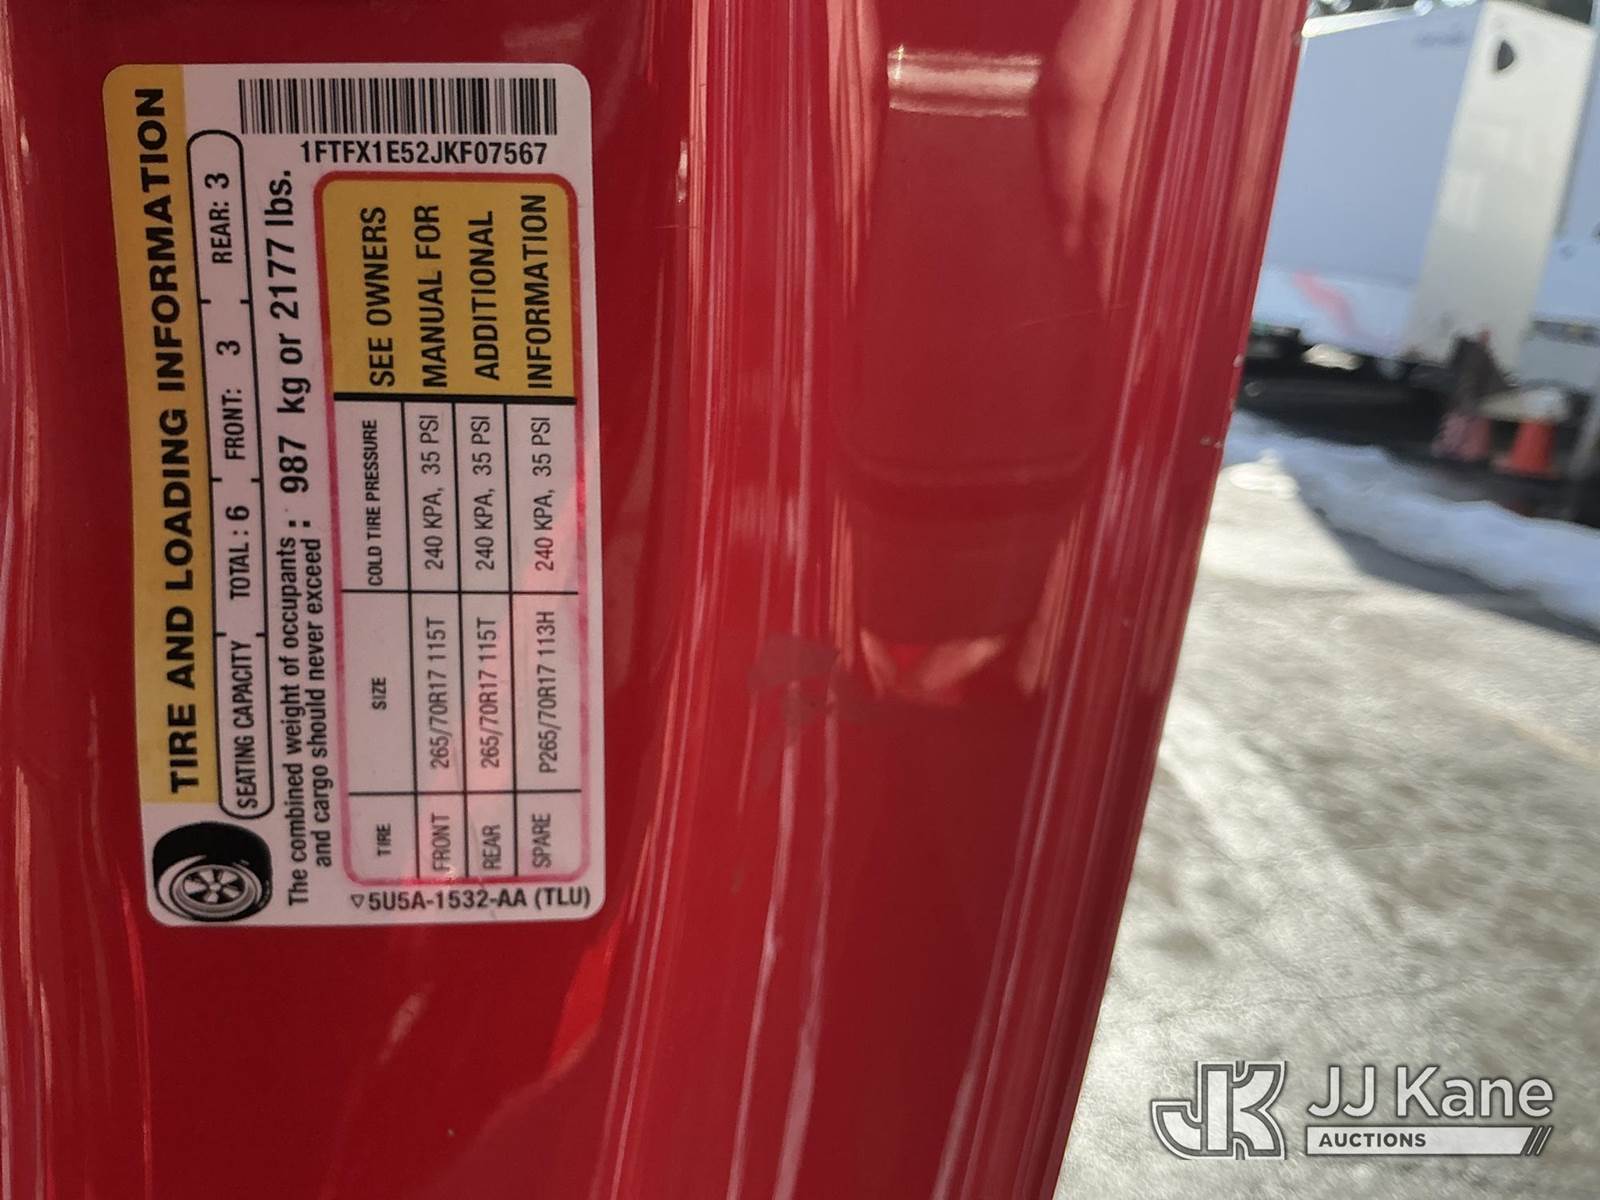 TIRE AND LOADING INFORMATION
SEATING CAPACITY TOTAL : 6 FRONT: 3 REAR: 3
The combined weight of occupants : 987 kg or 2177 lbs.
and cargo should never exceed :
TIRE SIZE COLD TIRE PRESSURE
FRONT 265/70R17 115T 240 KPA, 35 PSI
REAR 265/70R17 115T 240 KPA, 35 PSI
SPARE P265/70R17 113H 240 KPA, 35 PSI
SEE OWNERS
MANUAL FOR
ADDITIONAL
INFORMATION
5U5A-1532-AA (TLU)
1FTFX1E52JKF07567
JK JJ Kane
AUCTIONS